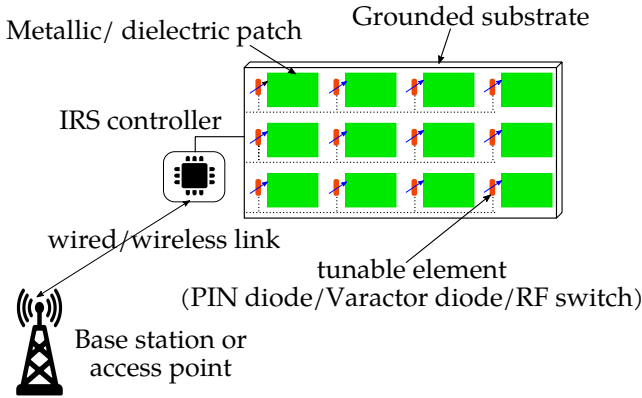 Grounded substrate
Metallic/ dielectric patch
IRS controller
wired/wireless link
tunable element
(PIN diode/Varactor diode/RF switch)
Base station or
access point